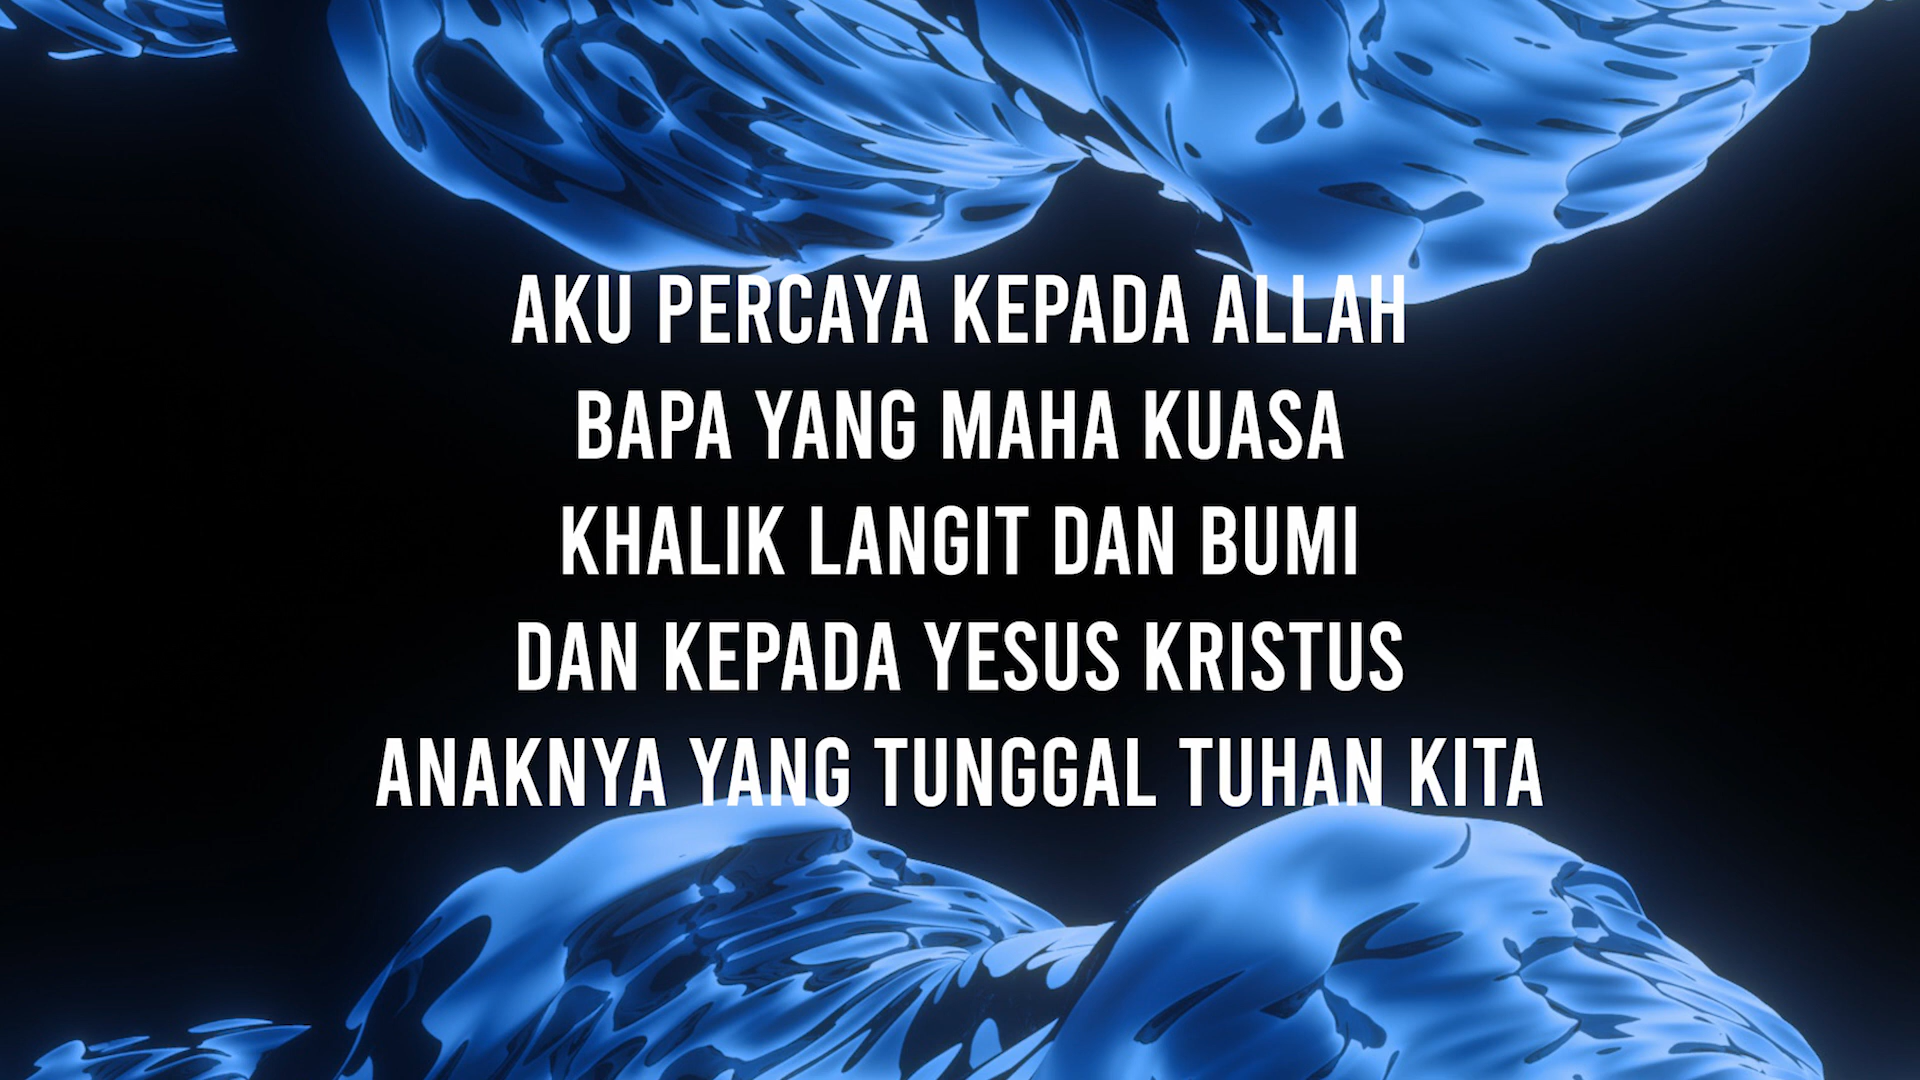 AKU PERCAYA KEPADA ALLAH
BAPA YANG MAHA KUASA
KHALIK LANGIT DAN BUMI
DAN KEPADA YESUS KRISTUS
ANAKNYA YANG TUNGGAL TUHAN KITA